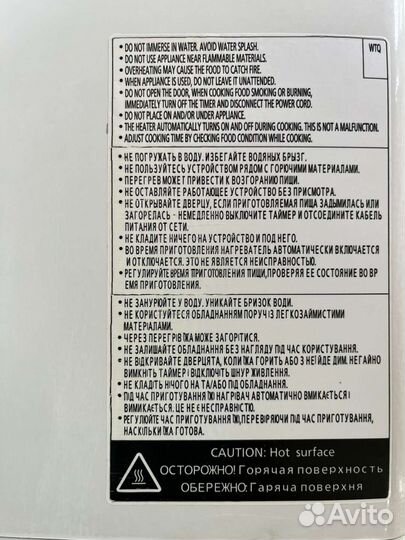 • DO NOT IMMERSE IN WATER. AVOID WATER SPLASH.
WTQ
• DO NOT USE APPLIANCE NEAR FLAMMABLE MATERIALS.
• OVERHEATING MAY CAUSE THE FOOD TO CATCH FIRE.
• WHEN APPLIANCE IS USED, DO NOT LEAVE IT UNATTENDED.
• DO NOT OPEN THE DOOR, WHEN COOKING FOOD SMOKING OR BURNING,
IMMEDIATELY TURN OFF THE TIMER AND DISCONNECT THE POWER CORD.
• DO NOT PLACE ON AND/OR UNDER APPLIANCE.
• THE HEATER AUTOMATICALLY TURNS ON AND OFF DURING COOKING. THIS IS NOT A MALFUNCTION.
• ADJUST COOKING TIME BY CHECKING FOOD CONDITION WHILE COOKING.
• НЕ ПОГРУЖАТЬ В ВОДУ. ИЗБЕГАЙТЕ ВОДЯНЫХ БРЫЗГ.
• НЕ ПОЛЬЗУЙТЕСЬ УСТРОЙСТВОМ РЯДОМ С ГОРЮЧИМИ МАТЕРИАЛАМИ.
• ПЕРЕГРЕВ МОЖЕТ ПРИВЕСТИ К ВОЗГОРАНИЮ ПИЩИ.
• НЕ ОСТАВЛЯЙТЕ РАБОТАЮЩЕЕ УСТРОЙСТВО БЕЗ ПРИСМОТРА.
• НЕ ОТКРЫВАЙТЕ ДВЕРЦУ, ЕСЛИ ПРИГОТОВЛЯЕМАЯ ПИЩА ЗАДЫМИЛАСЬ ИЛИ
ЗАГОРЕЛАСЬ - НЕМЕДЛЕННО ВЫКЛЮЧИТЕ ТАЙМЕР И ОТСОЕДИНИТЕ КАБЕЛЬ
ПИТАНИЯ ОТ СЕТИ.
• НЕ КЛАДИТЕ НИЧЕГО НА УСТРОЙСТВО И ПОД НЕГО.
• ВО ВРЕМЯ ПРИГОТОВЛЕНИЯ НАГРЕВАТЕЛЬ АВТОМАТИЧЕСКИ ВКЛЮЧАЕТСЯ
И ОТКЛЮЧАЕТСЯ. ЭТО НЕ ЯВЛЯЕТСЯ НЕИСПРАВНОСТЬЮ.
• РЕГУЛИРУЙТЕ ВРЕМЯ ПРИГОТОВЛЕНИЯ ПИЩИ,ПРОВЕРЯЯ ЕЕ СОСТОЯНИЕ ВО ВР
ЕМЯ ПРИГОТОВЛЕНИЯ.
• НЕ ЗАНУРЮЙТЕ У ВОДУ. УНИКАЙТЕ БРИЗОК ВОДИ.
• НЕ КОРИСТУЙТЕСЯ ОБЛАДНАННЯМ ПОРУЧ ІЗ ЛЕГКОЗАЙМИСТИМИ
МАТЕРІАЛАМИ.
• ЧЕРЕЗ ПЕРЕГРІВ ЇЖА МОЖЕ ЗАГОРІТИСЯ.
• НЕ ЗАЛИШАЙТЕ ОБЛАДНАННЯ БЕЗ НАГЛЯДУ ПІД ЧАС КОРИСТУВАННЯ.
• НЕ ВІДКРИВАЙТЕ ДВЕРЦЯТА, КОЛИ ЇЖА ГОРИТЬ АБО З НЕЇ ЙДЕ ДИМ. НЕГАЙНО
ВИМКНІТЬ ТАЙМЕР І ВІДКЛЮЧІТЬ ШНУР ЖИВЛЕННЯ.
• НЕ КЛАДІТЬ НІЧОГО НА ТА/АБО ПІД ОБЛАДНАННЯ.
• ПІД ЧАС ПРИГОТУВАННЯ ЇЖІ НАГРІВАЧ АВТОМАТИЧНО ВМИКАЄТЬСЯ І
ВИМИКАЄТЬСЯ. ЦЕ НЕ Є НЕСПРАВНІСТЮ.
• РЕГУЛЮЙТЕ ЧАС ПРИГОТУВАННЯ ЇЖІ,ПЕРЕВІРЯЮЧИ ПІД ЧАС ПРИГОТУВАННЯ,
НАСКІЛЬКИ ЇЖА ГОТОВА.
CAUTION: Hot surface
ОСТОРОЖНО! Горячая поверхность
ОБЕРЕЖНО: Гаряча поверхня
Avito